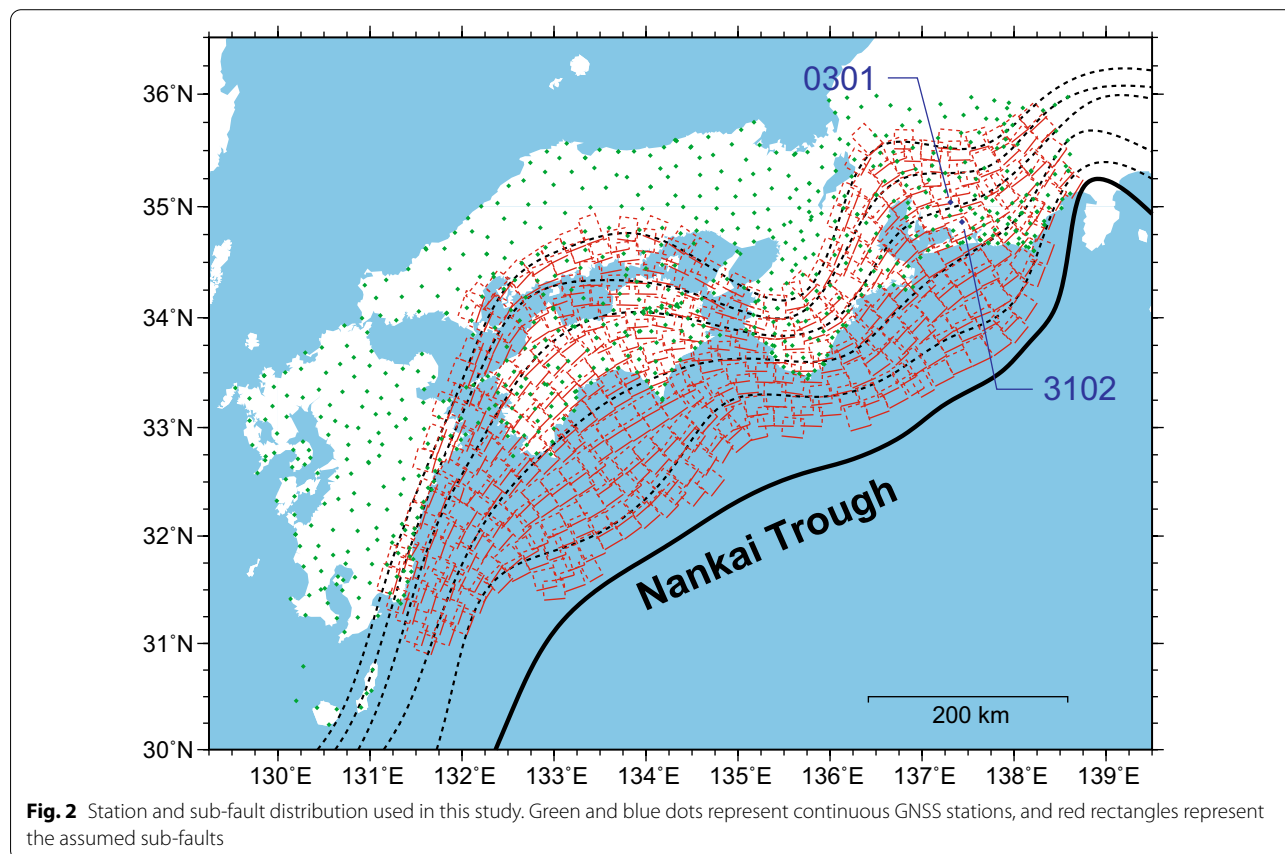 0301
36˚N
35˚N
34˚N
3102
33˚N
32˚N
Nankai Trough
31˚N
200 km
30˚N
130˚E 131˚E 132˚E 133˚E 134˚E 135˚E 136˚E 137˚E 138˚E 139˚E
Fig. 2 Station and sub-fault distribution used in this study. Green and blue dots represent continuous GNSS stations, and red rectangles represent
the assumed sub-faults